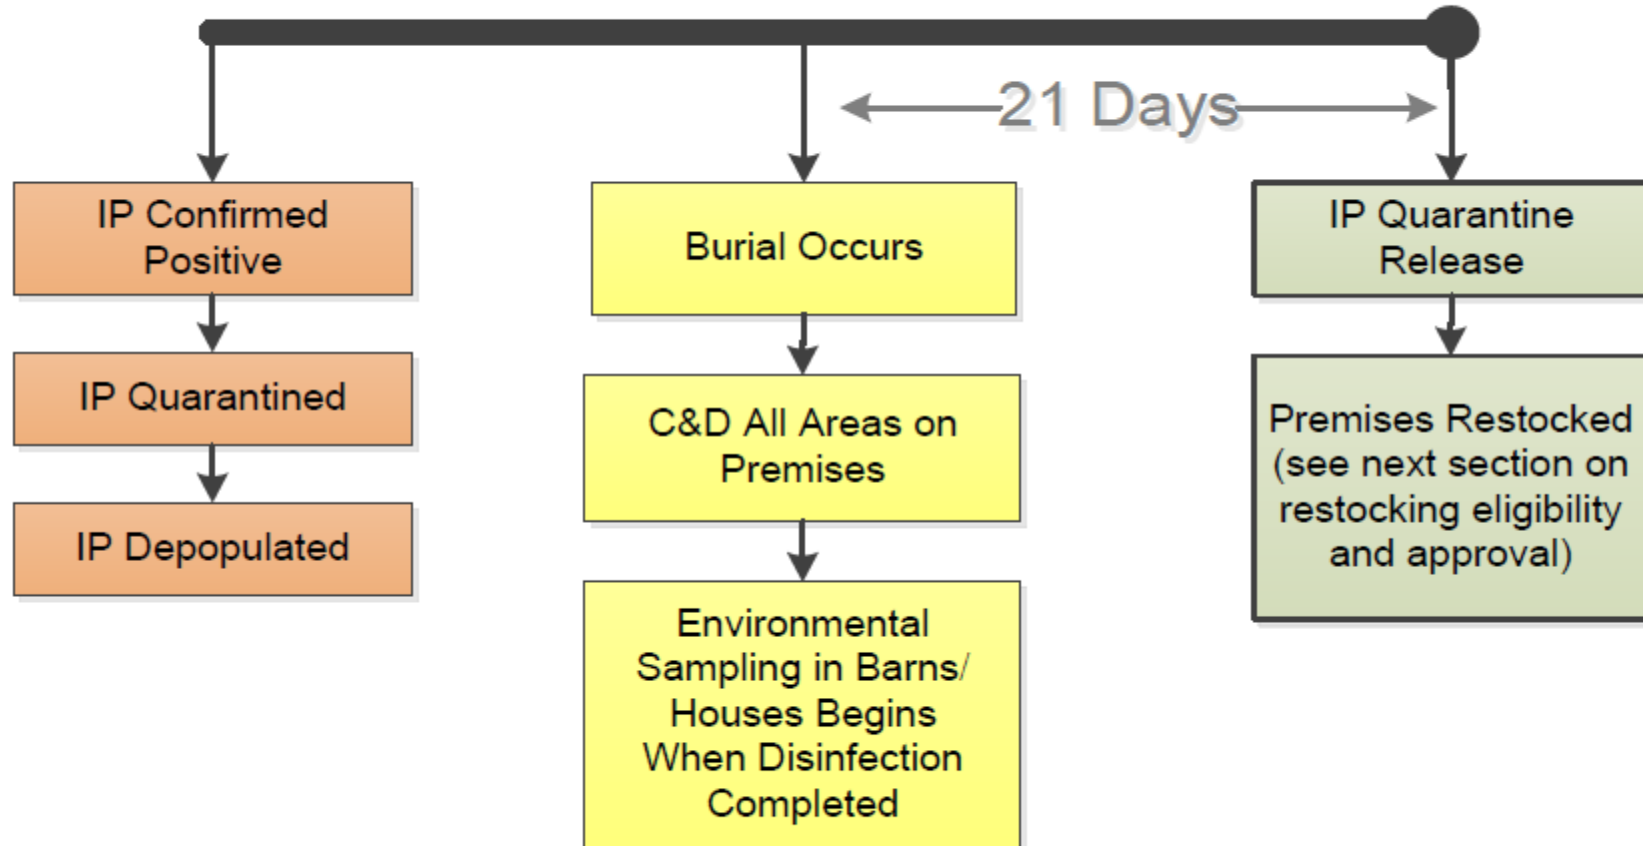 21 Days
IP Confirmed
Positive
IP Quarantined
IP Depopulated
Burial Occurs
C&D All Areas on
Premises
Environmental
Sampling in Barns/
Houses Begins
When Disinfection
Completed
IP Quarantine
Release
Premises Restocked
(see next section on
restocking eligibility
and approval)